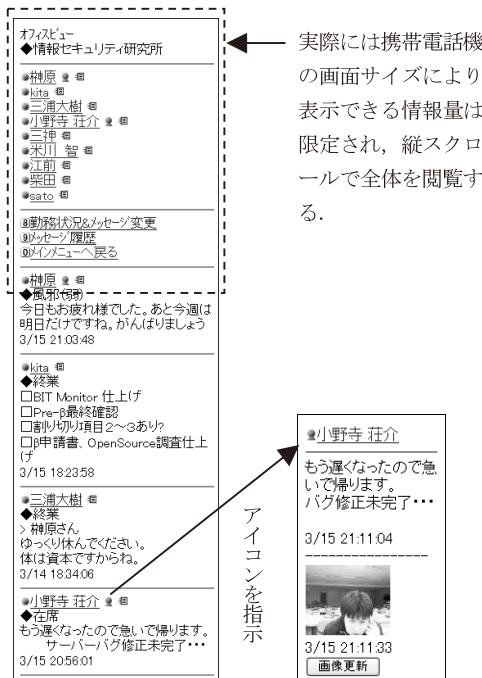 オフィスビュー
◆情報セキュリティ研究所
榊原
kita
三浦大樹
小野寺 荘介
三神
米川 智
江前
柴田
sato
8勤務状況&メッセージ変更
9メッセージ履歴
0メインメニューへ戻る
榊原
◆風邪(弱)
今日もお疲れ様でした。あと今週は
明日だけですね。がんばりましょう
3/15 21:03:48
kita
◆終業
□BIT Monitor 仕上げ
□Pre-β最終確認
□割り切り項目2～3あり?
□β申請書、OpenSource調査仕上
げ
3/15 18:23:58
三浦大樹
◆終業
> 榊原さん
ゆっくり休んでください。
体は資本ですからね。
3/14 18:34:06
小野寺 荘介
◆在席
もう遅くなったので急いで帰ります。
サーバーバグ修正未完了・・・
3/15 20:56:01
実際には携帯電話機
の画面サイズにより
表示できる情報量は
限定され，縦スクロ
ールで全体を閲覧す
る．
アイコンを指示
小野寺 荘介
もう遅くなったので急
いで帰ります。
バグ修正未完了・・・
3/15 21:11:04
----------------
3/15 21:11:33
画像更新